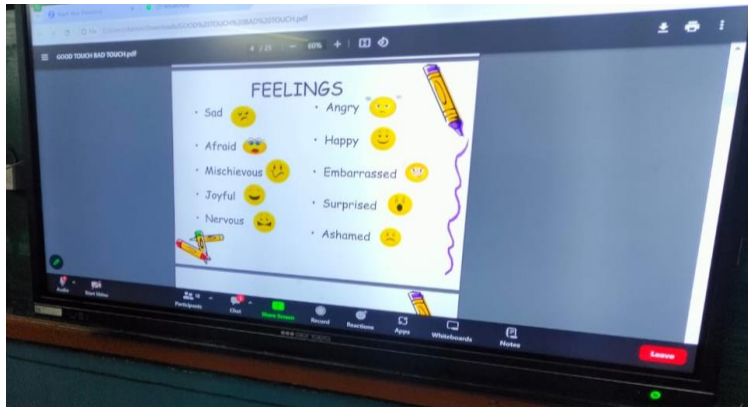 GOOD TOUCH BAD TOUCH.pdf
4 / 25
60%
FEELINGS
• Sad
• Afraid
• Mischievous
• Joyful
• Nervous
• Angry
• Happy
• Embarrassed
• Surprised
• Ashamed
Audio
Start Video
Participants
Chat
Share Screen
Record
Reactions
Apps
Whiteboards
Notes
Leave